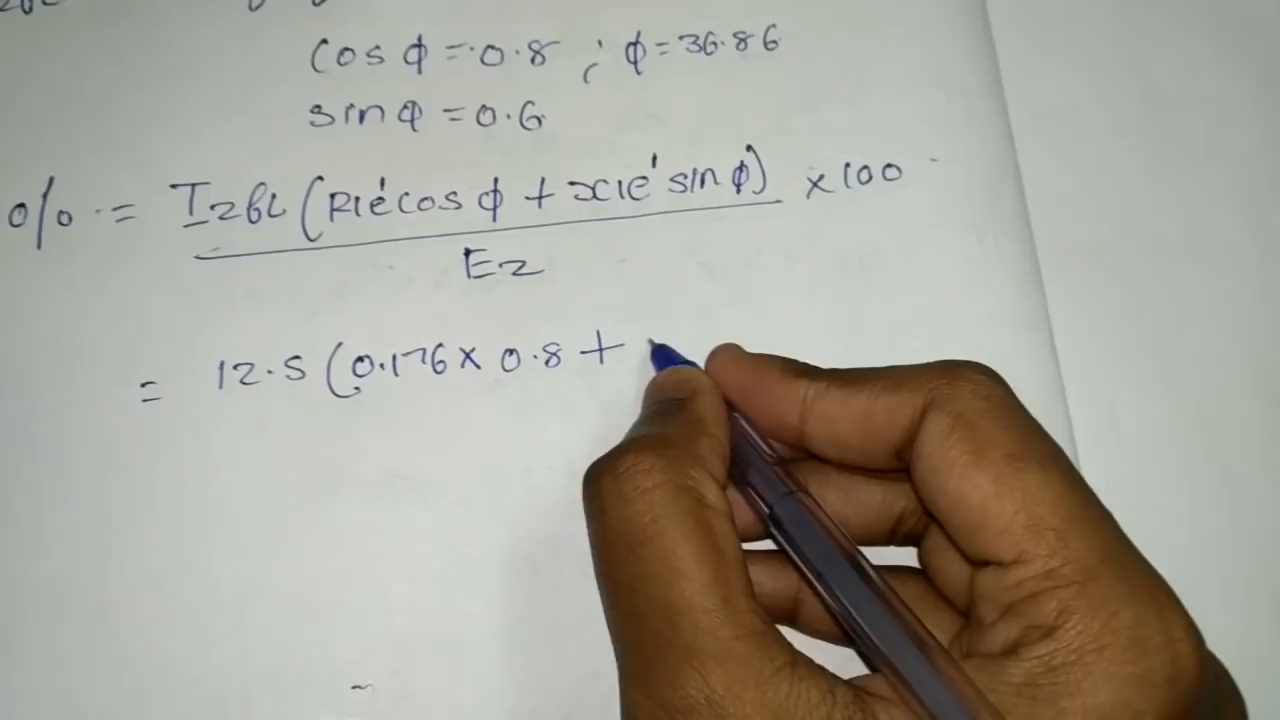 cos φ = 0.8 ; φ = 36.86
sin φ = 0.6
% = I2fL (R1e' cos φ + x1e' sin φ) × 100
E2
= 12.5 (0.176 × 0.8 +